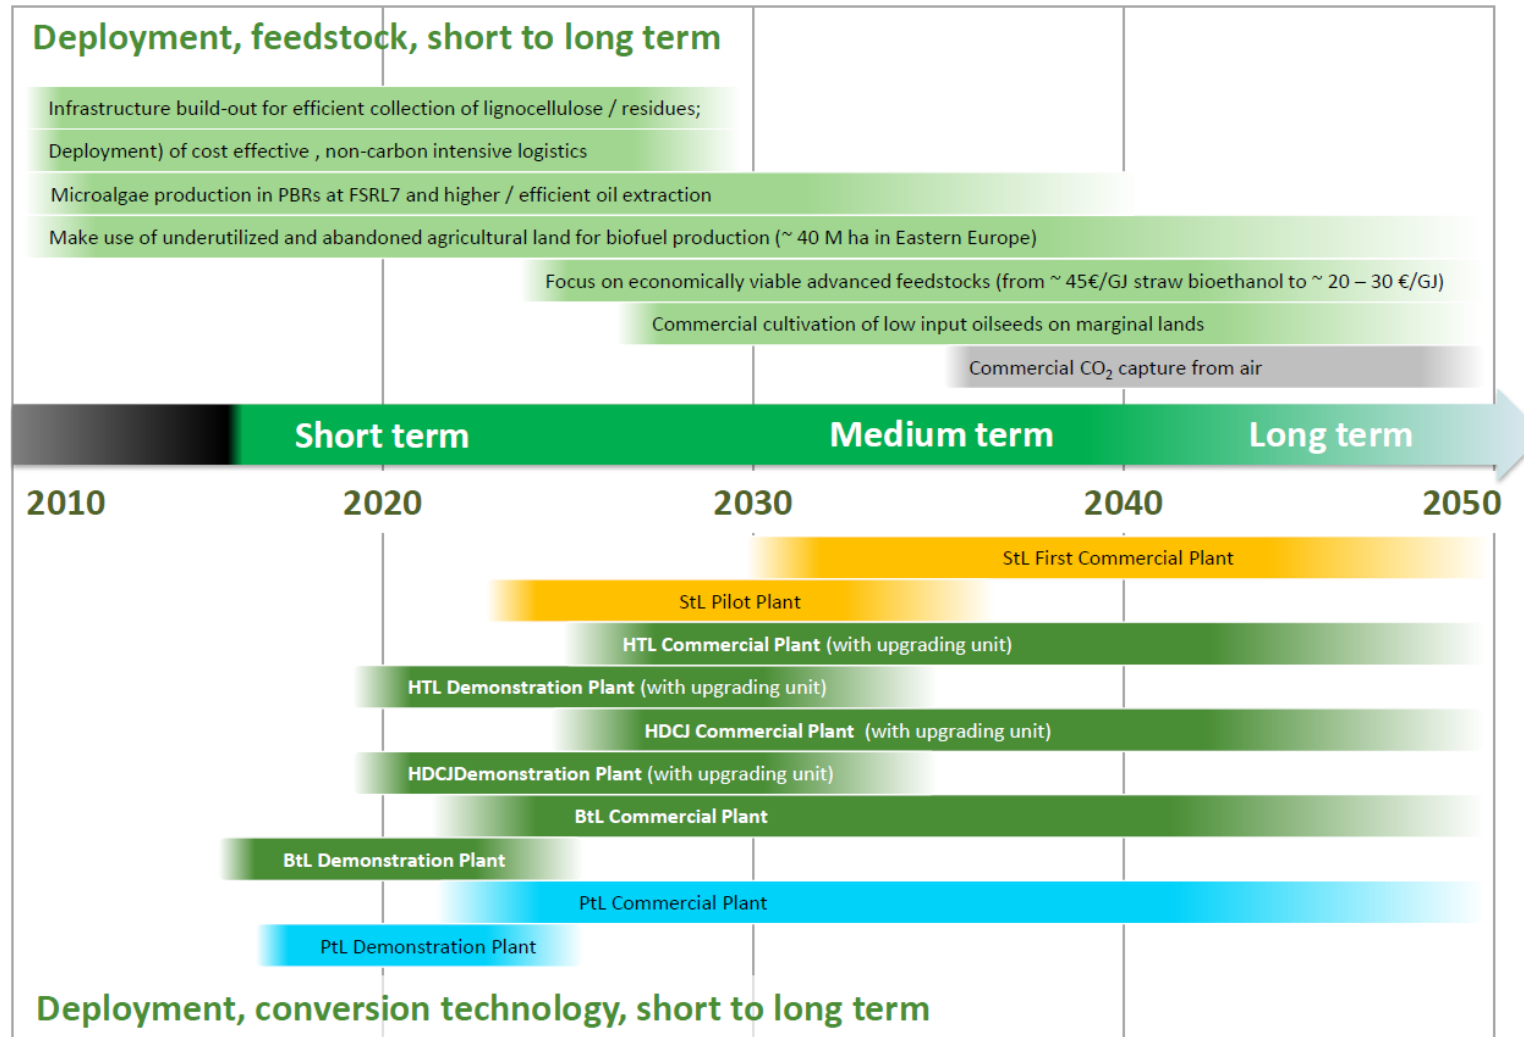 Deployment, feedstock, short to long term
Infrastructure build-out for efficient collection of lignocellulose / residues;
Deployment) of cost effective , non-carbon intensive logistics
Microalgae production in PBRs at FSRL7 and higher / efficient oil extraction
Make use of underutilized and abandoned agricultural land for biofuel production (~ 40 M ha in Eastern Europe)
Focus on economically viable advanced feedstocks (from ~ 45€/GJ straw bioethanol to ~ 20 – 30 €/GJ)
Commercial cultivation of low input oilseeds on marginal lands
Commercial CO₂ capture from air
Short term Medium term Long term
2010 2020 2030 2040 2050
StL First Commercial Plant
StL Pilot Plant
HTL Commercial Plant (with upgrading unit)
HTL Demonstration Plant (with upgrading unit)
HDCJ Commercial Plant (with upgrading unit)
HDCJDemonstration Plant (with upgrading unit)
BtL Commercial Plant
BtL Demonstration Plant
PtL Commercial Plant
PtL Demonstration Plant
Deployment, conversion technology, short to long term